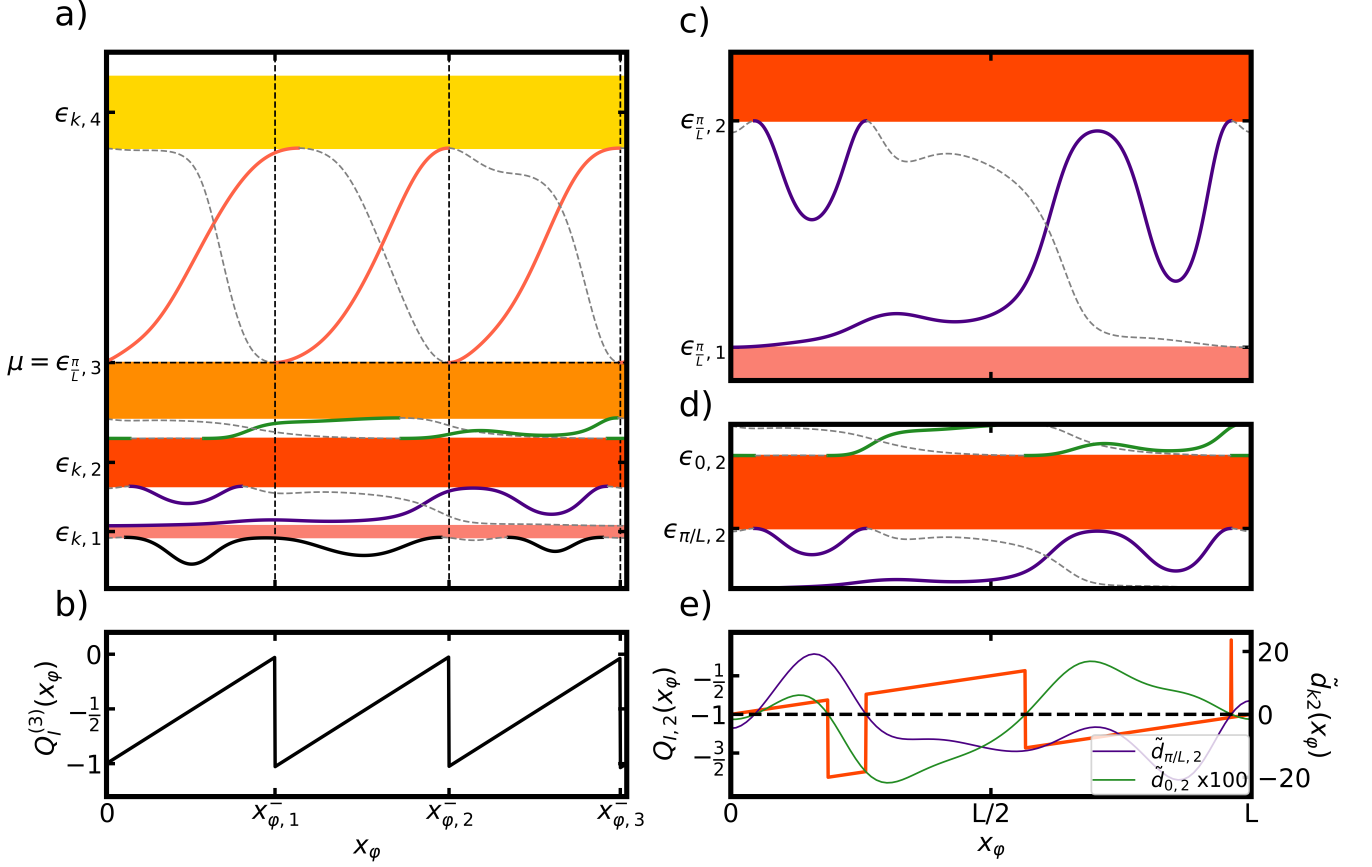 a)
ϵ_{k,4}
μ = ϵ_{π/L,3}
ϵ_{k,2}
ϵ_{k,1}
b)
Q_I^{(3)}(x_φ)
0
-1/2
-1
0
x_{φ,1}^-
x_{φ,2}^-
x_{φ,3}^-
x_φ
c)
ϵ_{π/L,2}
ϵ_{π/L,1}
d)
ϵ_{0,2}
ϵ_{π/L,2}
e)
Q_{I,2}(x_φ)
-1/2
-1
-3/2
20
0
-20
d̃_{k2}(x_φ)
d̃_{π/L,2}
d̃_{0,2} x100
0
L/2
L
x_φ